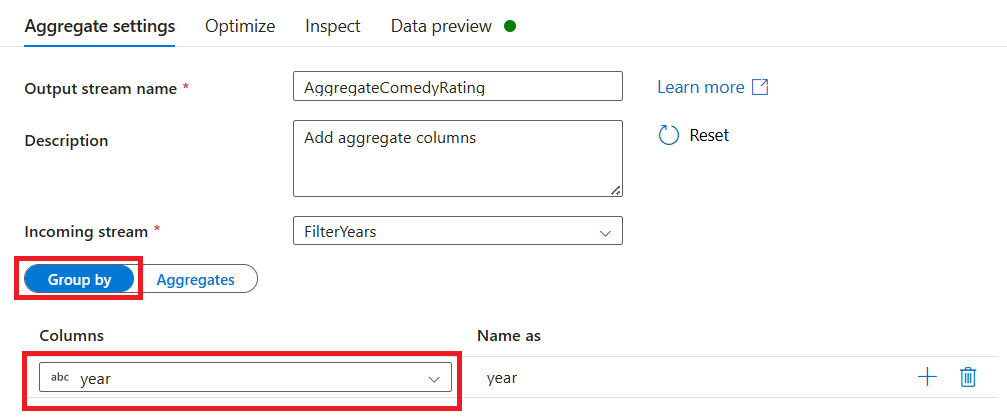 Aggregate settings Optimize Inspect Data preview
Output stream name * AggregateComedyRating Learn more
Description Add aggregate columns Reset
Incoming stream * FilterYears
Group by Aggregates
Columns Name as
abc year year